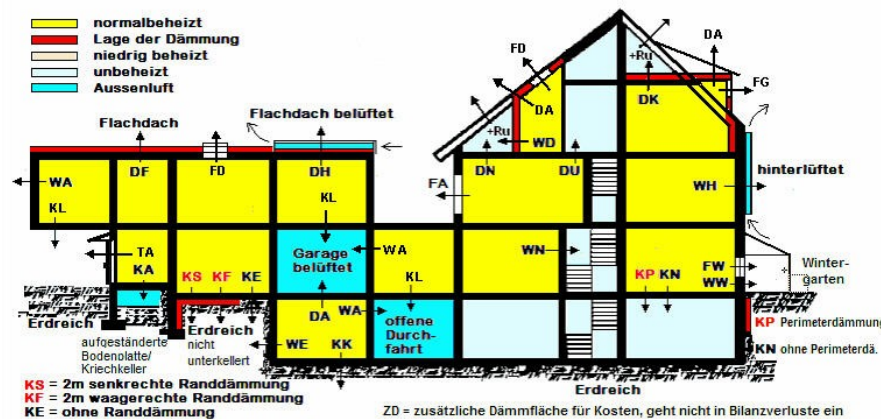 normalbeheizt
Lage der Dämmung
niedrig beheizt
unbeheizt
Aussenluft
Flachdach
Flachdach belüftet
FD
DA
+Ru
DA
FG
DK
+Ru
WD
DF
FD
DH
FA
DN
DU
hinterlüftet
WA
WH
KL
KL
TA
KA
KS
KF
KE
Garage
belüftet
WA
KL
WN
KP
KN
FW
WW
Winter-
garten
Erdreich
Erdreich
nicht
unterkellert
aufgeständerte
Bodenplatte/
Kriechkeller
DA
WA
WE
KK
offene
Durch-
fahrt
KP Perimeterdämmung
KN ohne Perimeterdä.
Erdreich
KS = 2m senkrechte Randdämmung
KF = 2m waagerechte Randdämmung
KE = ohne Randdämmung
ZD = zusätzliche Dämmfläche für Kosten, geht nicht in Bilanzverluste ein